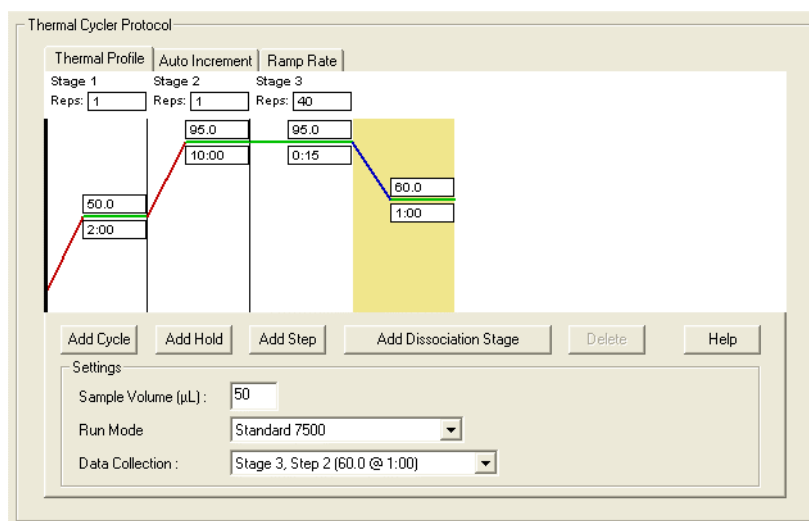 Thermal Cycler Protocol
Thermal Profile Auto Increment Ramp Rate
Stage 1 Stage 2 Stage 3
Reps: 1 Reps: 1 Reps: 40
95.0 95.0
10:00 0:15
60.0
50.0
1:00
2:00
Add Cycle Add Hold Add Step Add Dissociation Stage Delete Help
Settings
Sample Volume (µL) : 50
Run Mode Standard 7500
Data Collection : Stage 3, Step 2 (60.0 @ 1:00)